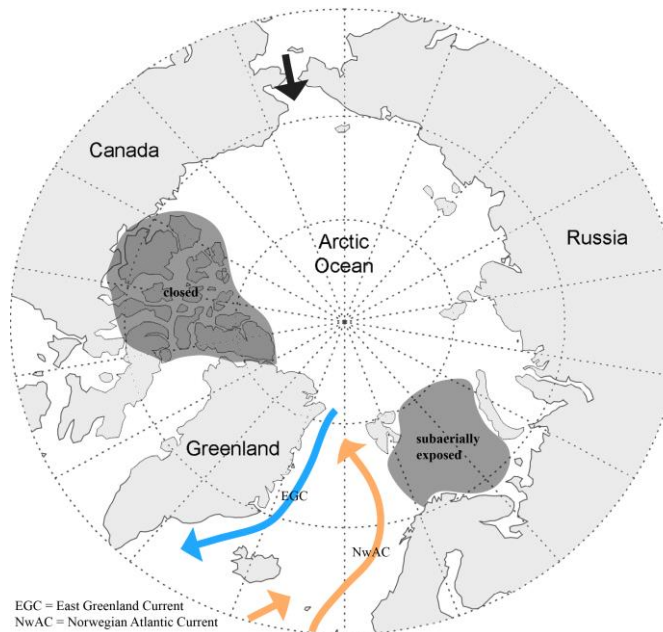 Canada
Arctic
Ocean
Russia
closed
Greenland
subaerially
exposed
EGC
NwAC
EGC = East Greenland Current
NwAC = Norwegian Atlantic Current